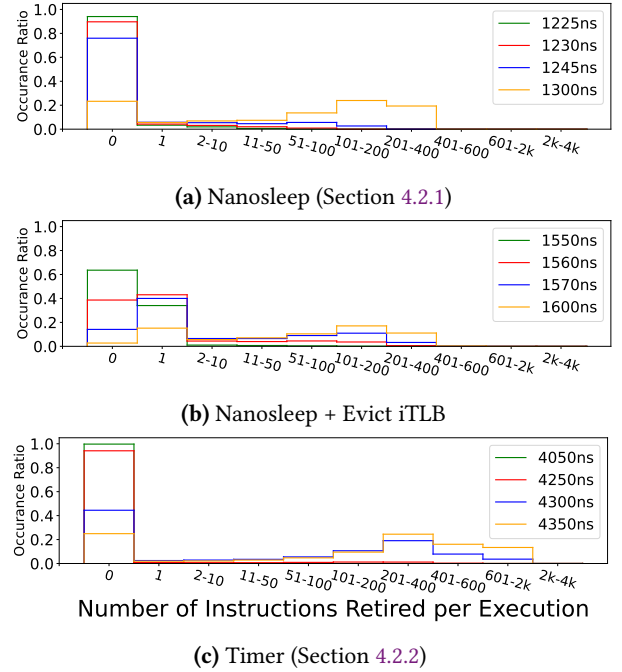 Occurance Ratio
1.0
0.8
0.6
0.4
0.2
0.0
1225ns
1230ns
1245ns
1300ns
0
1
2-10
11-50
51-100
101-200
201-400
401-600
601-2k
2k-4k
(a) Nanosleep (Section 4.2.1)
Occurance Ratio
1.0
0.8
0.6
0.4
0.2
0.0
1550ns
1560ns
1570ns
1600ns
0
1
2-10
11-50
51-100
101-200
201-400
401-600
601-2k
2k-4k
(b) Nanosleep + Evict iTLB
Occurance Ratio
1.0
0.8
0.6
0.4
0.2
0.0
4050ns
4250ns
4300ns
4350ns
0
1
2-10
11-50
51-100
101-200
201-400
401-600
601-2k
2k-4k
Number of Instructions Retired per Execution
(c) Timer (Section 4.2.2)